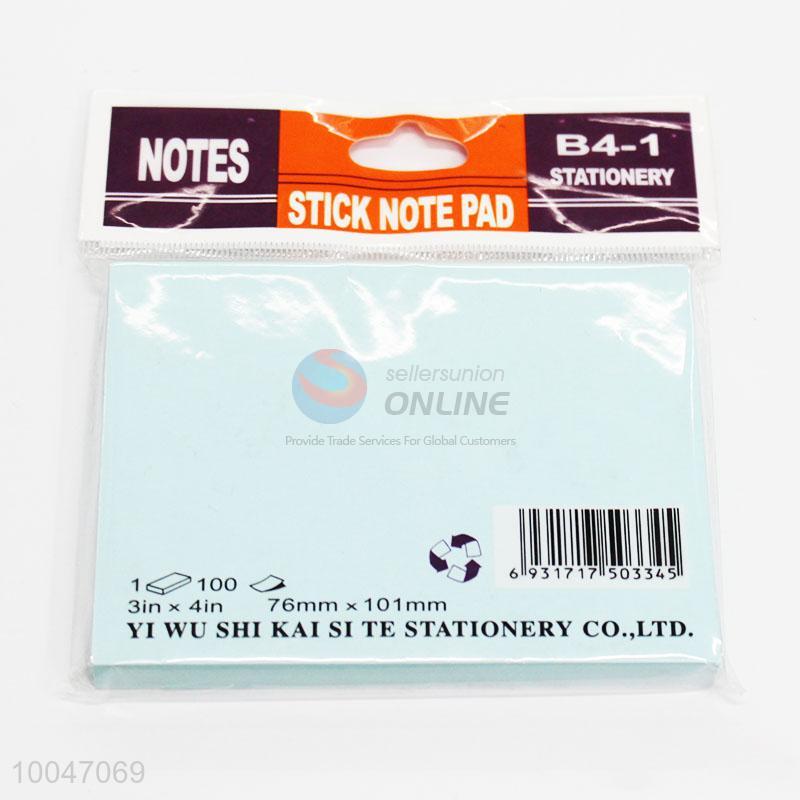 NOTES
STICK NOTE PAD
B4-1
STATIONERY
sellersunion
ONLINE
Provide Trade Services For Global Customers
6 931717 503345
1 100
3in × 4in 76mm × 101mm
YI WU SHI KAI SI TE STATIONERY CO.,LTD.
10047069